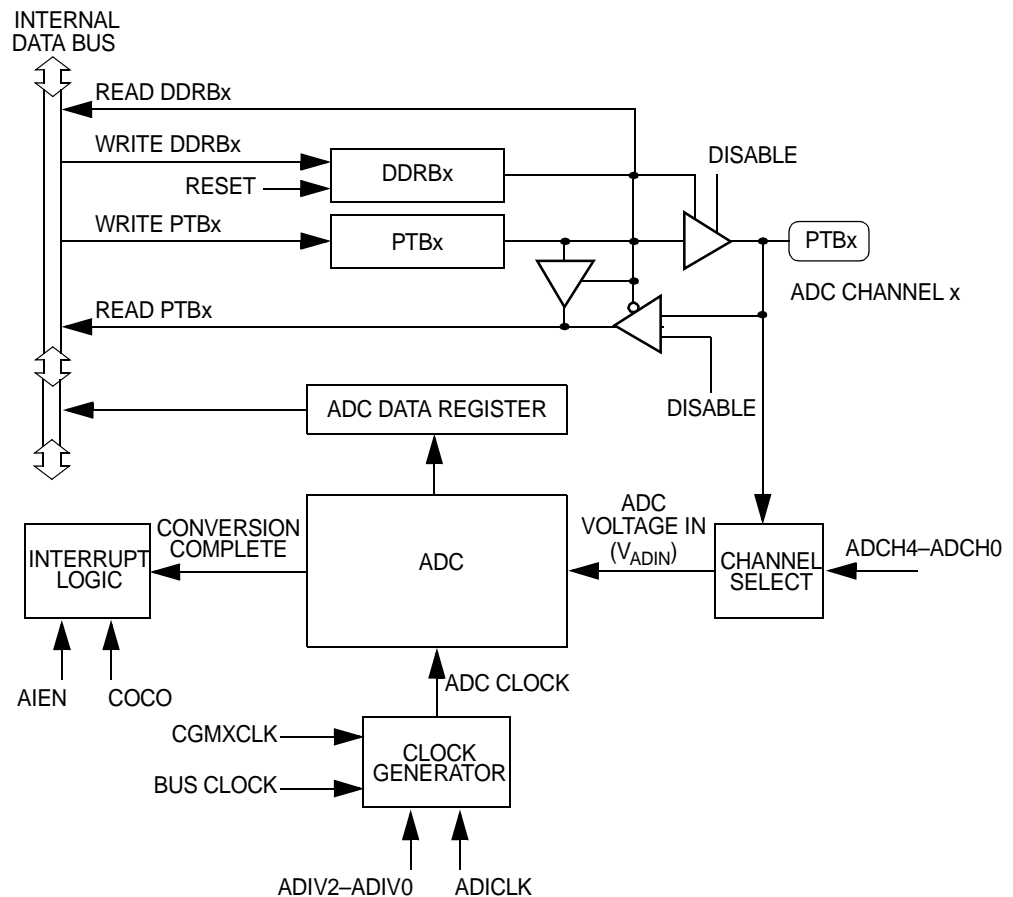 INTERNAL
DATA BUS
READ DDRBx
WRITE DDRBx
DISABLE
DDRBx
RESET
WRITE PTBx
PTBx
PTBx
ADC CHANNEL x
READ PTBx
DISABLE
ADC DATA REGISTER
ADC
VOLTAGE IN
(VADIN)
CONVERSION
COMPLETE
INTERRUPT
LOGIC
ADC
CHANNEL
SELECT
ADCH4–ADCH0
AIEN
COCO
ADC CLOCK
CGMXCLK
CLOCK
GENERATOR
BUS CLOCK
ADIV2–ADIV0
ADICLK